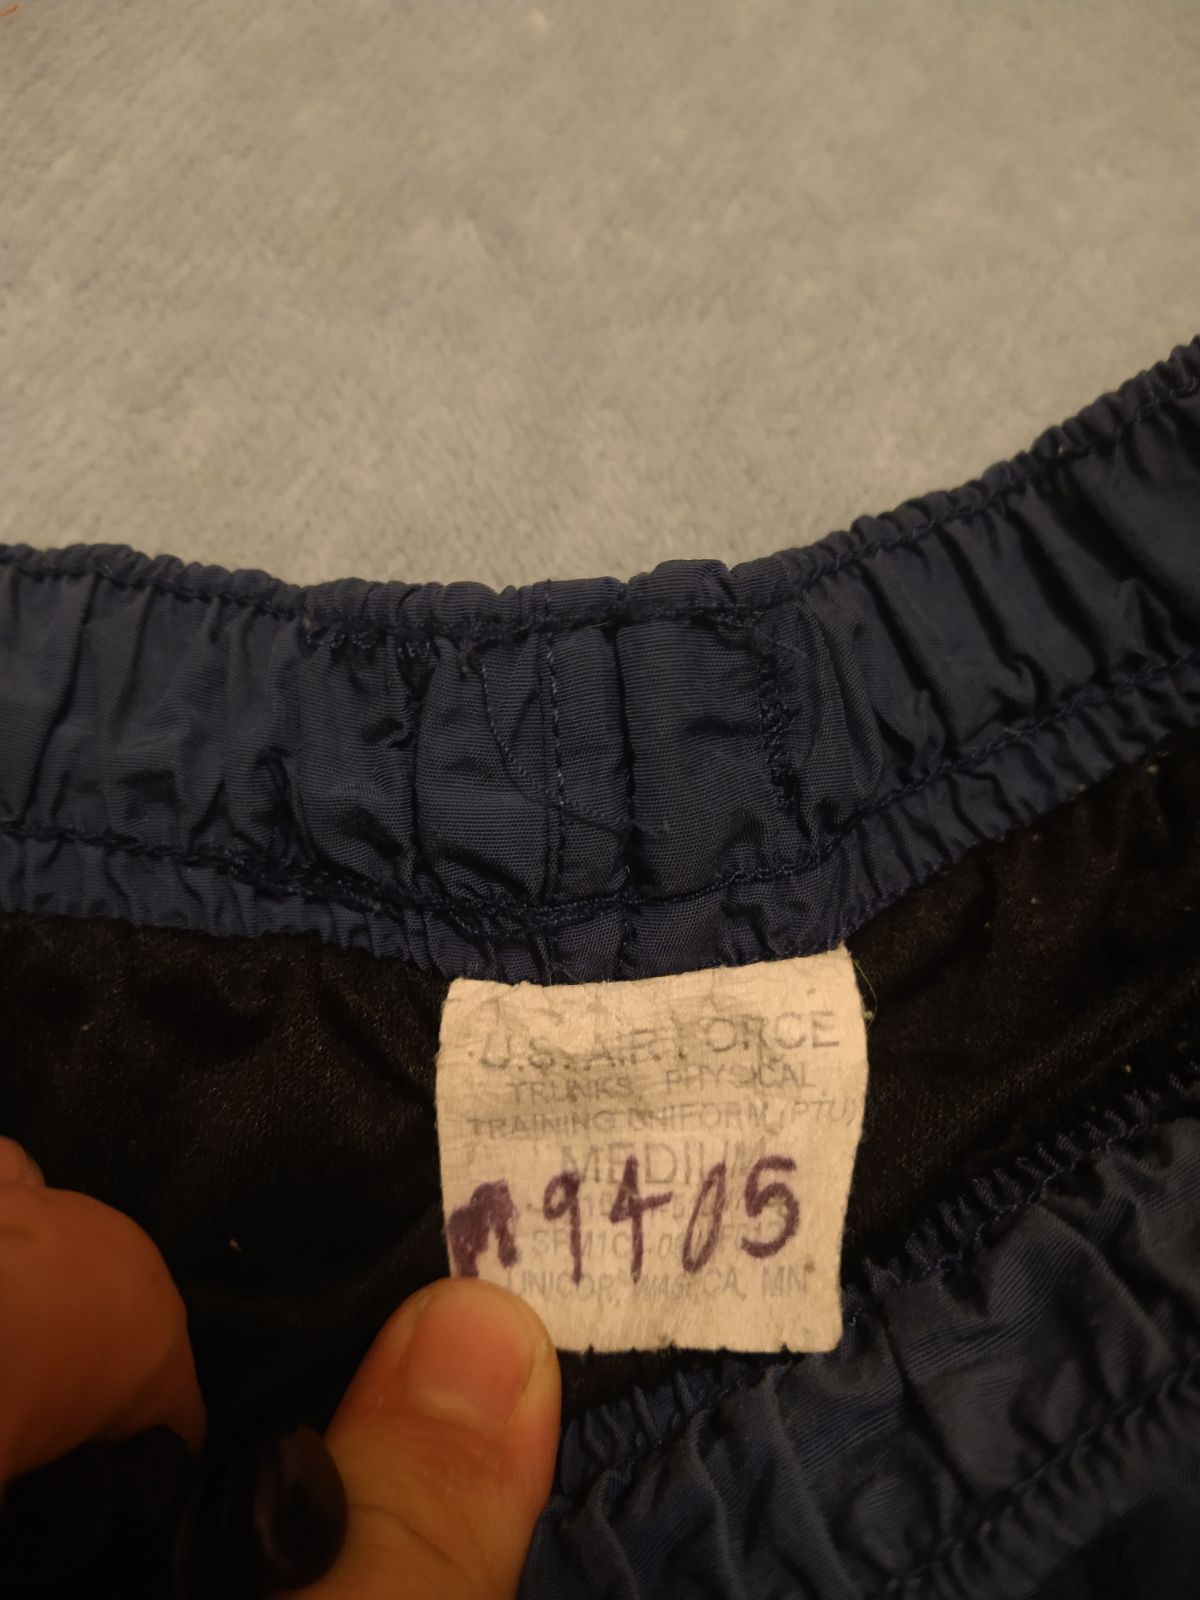 U.S. AIR FORCE
TRUNKS, PHYSICAL
TRAINING UNIFORM (PTU)
MEDIUM
9405
UNICOR, WASECA, MN